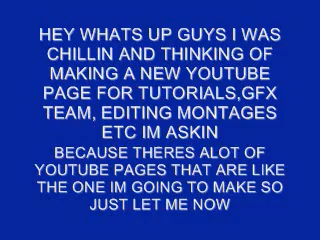 HEY WHATS UP GUYS I WAS
CHILLIN AND THINKING OF
MAKING A NEW YOUTUBE
PAGE FOR TUTORIALS,GFX
TEAM, EDITING MONTAGES
ETC IM ASKIN
BECAUSE THERES ALOT OF
YOUTUBE PAGES THAT ARE LIKE
THE ONE IM GOING TO MAKE SO
JUST LET ME NOW